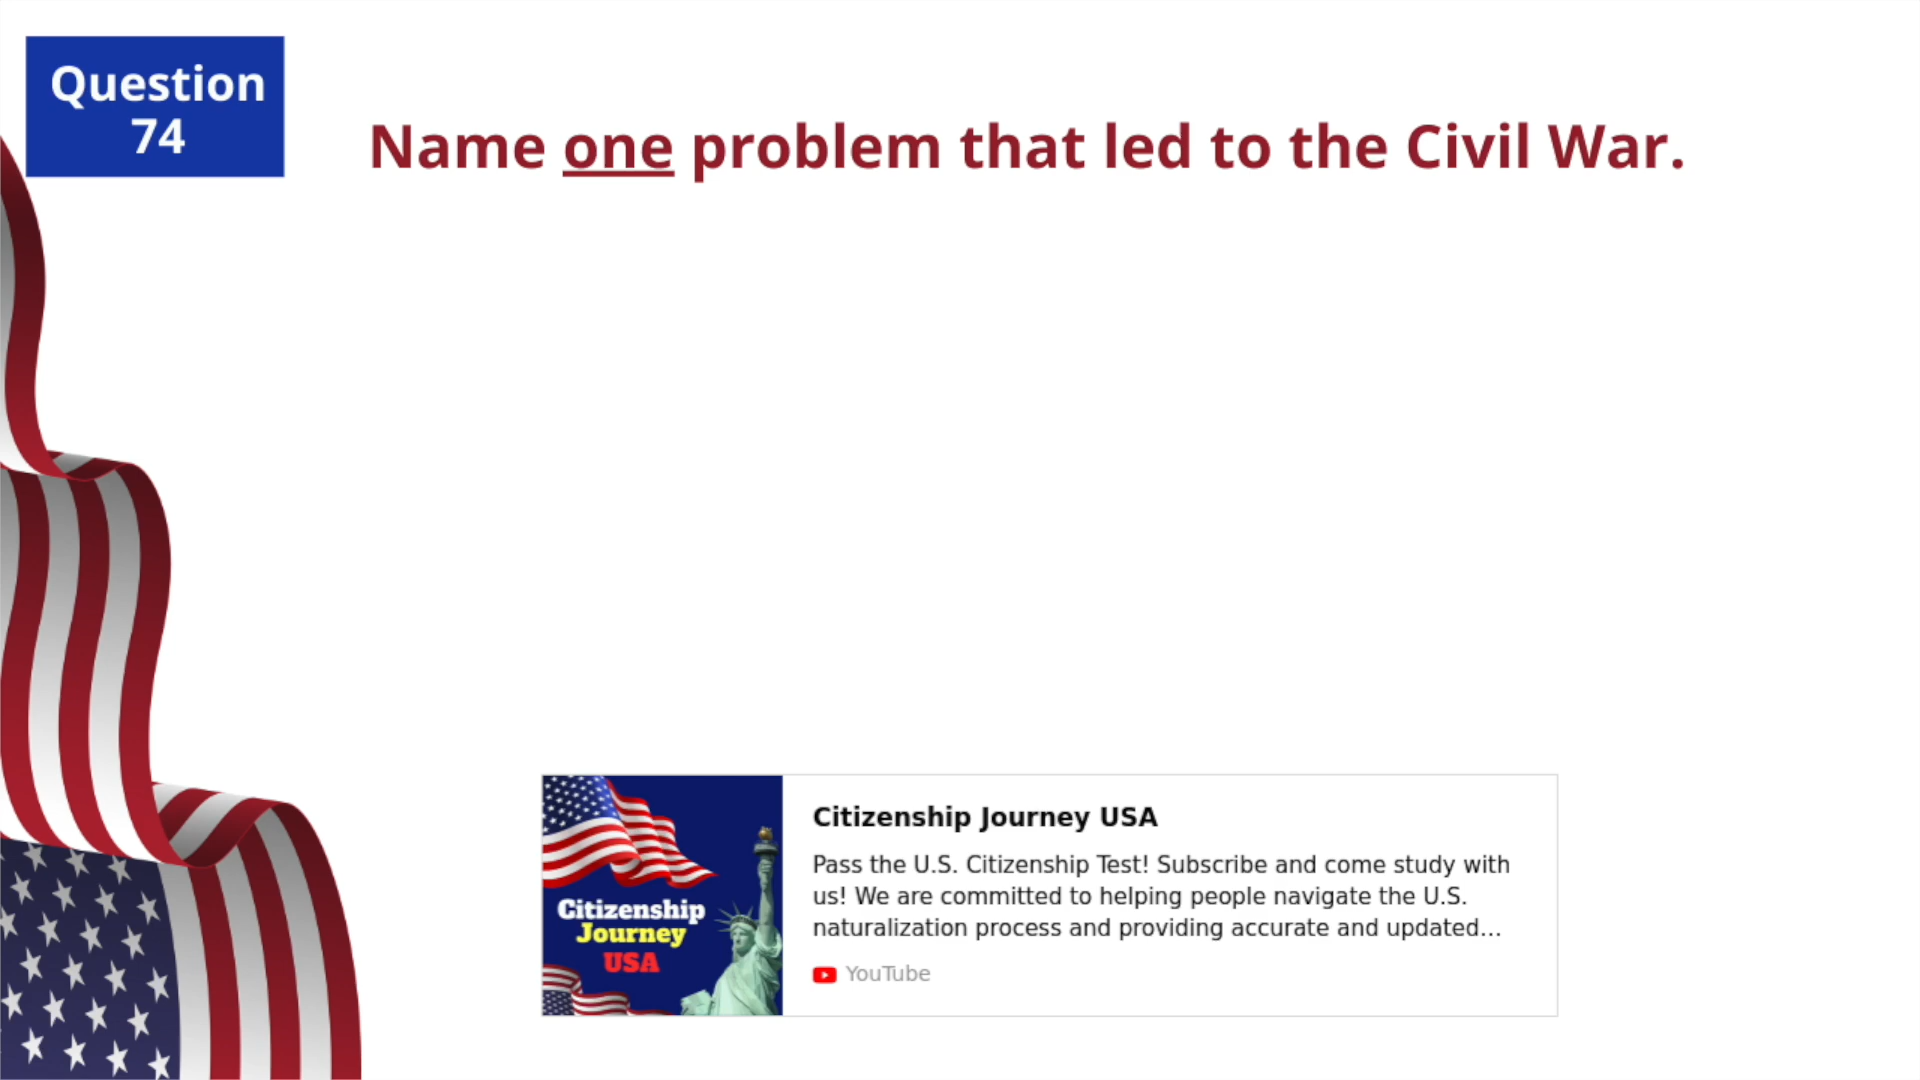 Question
74
Name one problem that led to the Civil War.
Citizenship
Journey
USA
Citizenship Journey USA
Pass the U.S. Citizenship Test! Subscribe and come study with
us! We are committed to helping people navigate the U.S.
naturalization process and providing accurate and updated...
YouTube